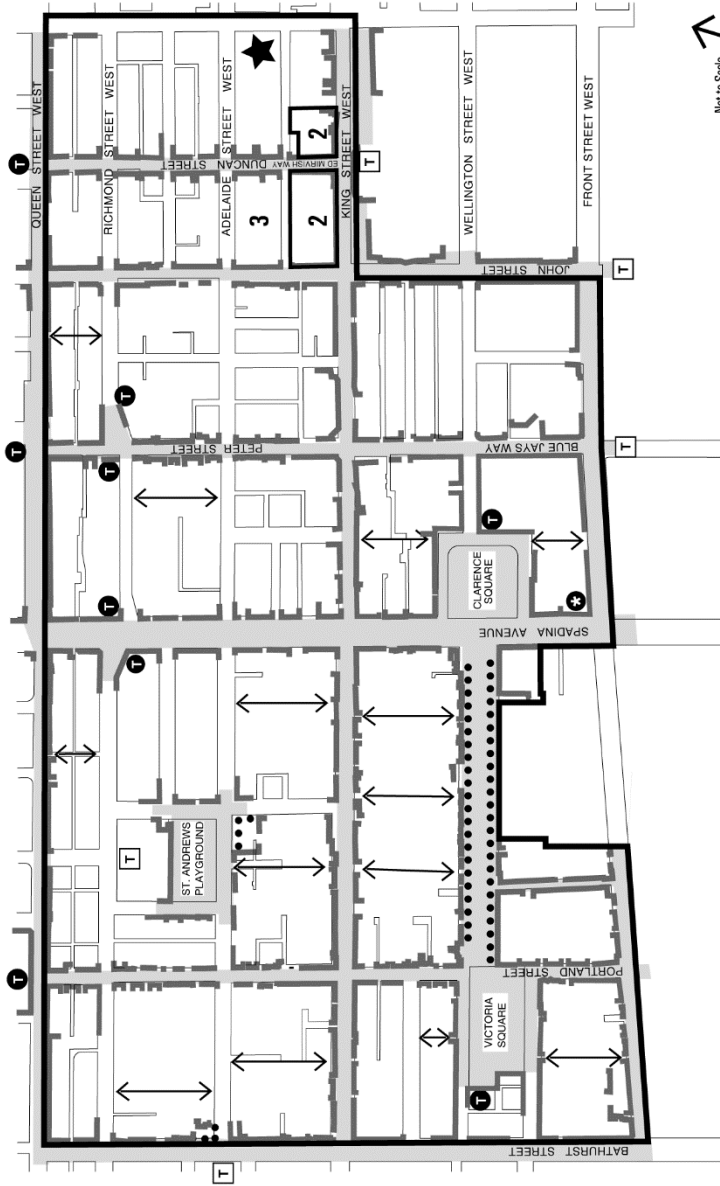 Not to Scale
QUEEN STREET WEST
RICHMOND STREET WEST
ADELAIDE STREET WEST
KING STREET WEST
WELLINGTON STREET WEST
FRONT STREET WEST
2
T
DUNCAN STREET
ED MIRVISH WAY
T
3
2
JOHN STREET
T
T
T
PETER STREET
BLUE JAYS WAY
T
T
T
CLARENCE
SQUARE
T
*
SPADINA AVENUE
T
ST. ANDREWS
PLAYGROUND
T
T
PORTLAND STREET
VICTORIA
SQUARE
T
BATHURST STREET
T